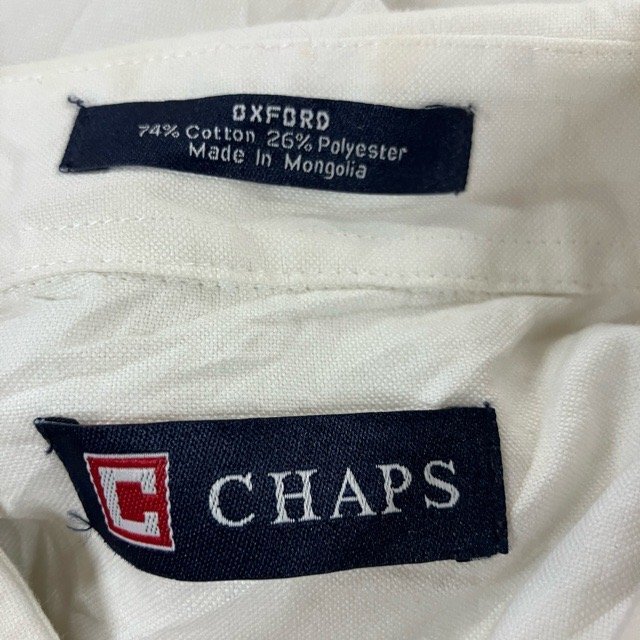 OXFORD
74% Cotton 26% Polyester
Made In Mongolia
C CHAPS